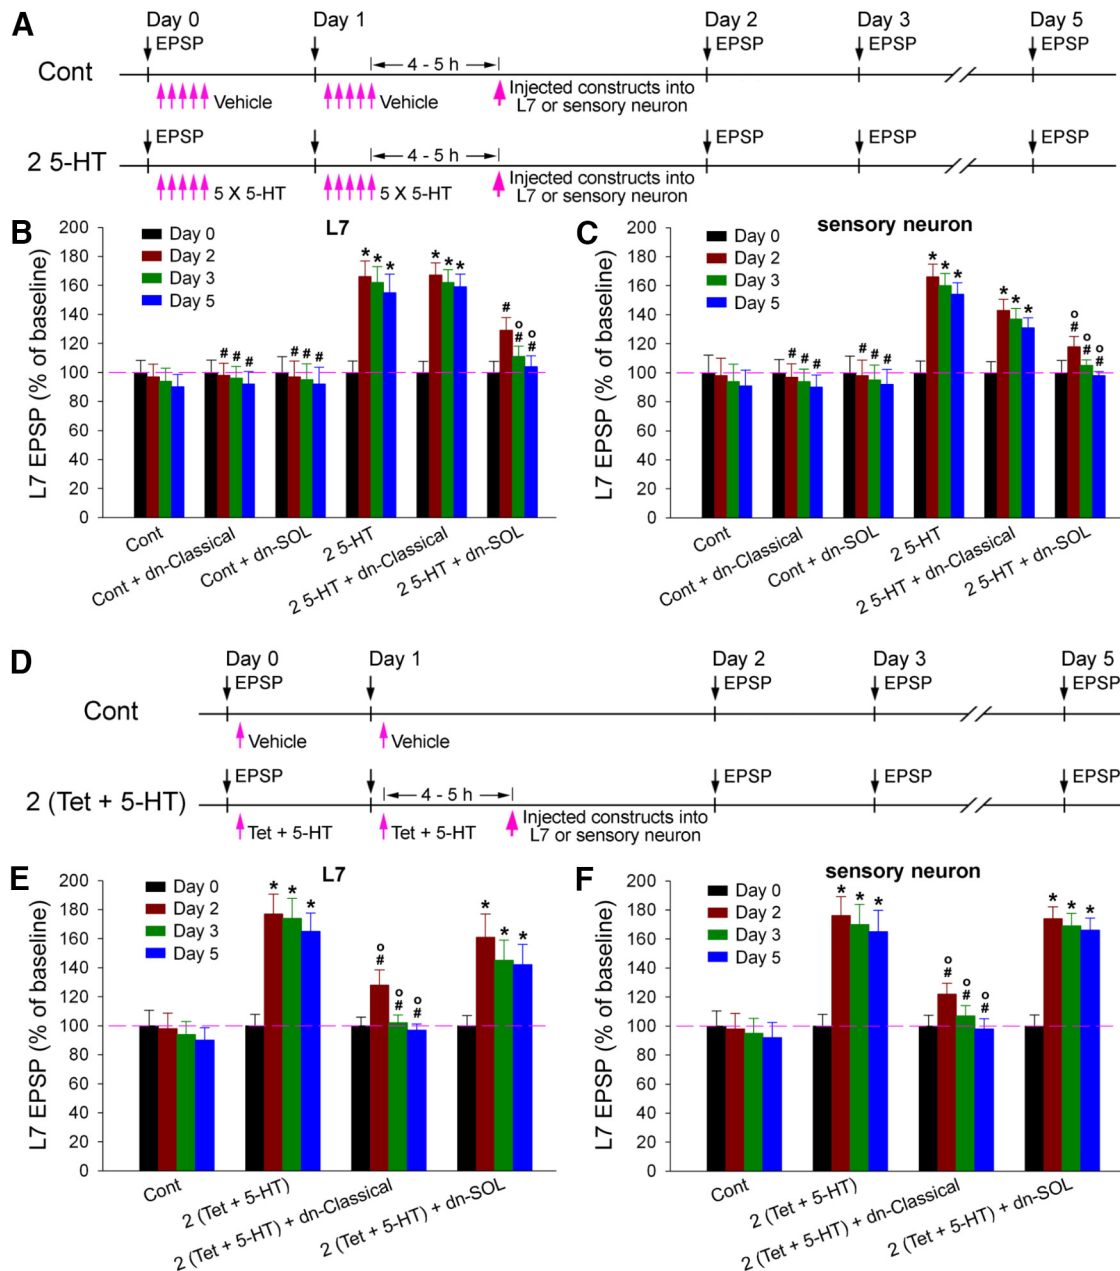 A
Day 0
Day 1
Day 2
Day 3
Day 5
EPSP
EPSP
EPSP
EPSP
Cont
4 - 5 h
Vehicle
Vehicle
Injected constructs into
L7 or sensory neuron
EPSP
EPSP
EPSP
EPSP
2 5-HT
4 - 5 h
5 X 5-HT
5 X 5-HT
Injected constructs into
L7 or sensory neuron
B
L7
Day 0
Day 2
Day 3
Day 5
L7 EPSP (% of baseline)
200
180
160
140
120
100
80
60
40
20
0
* * *
* * *
#
o
#
o
#
# # #
# # #
Cont
Cont + dn-Classical
Cont + dn-SOL
2 5-HT
2 5-HT + dn-Classical
2 5-HT + dn-SOL
C
sensory neuron
Day 0
Day 2
Day 3
Day 5
L7 EPSP (% of baseline)
200
180
160
140
120
100
80
60
40
20
0
* * *
* * *
o
#
o
#
o
#
# # #
# # #
Cont
Cont + dn-Classical
Cont + dn-SOL
2 5-HT
2 5-HT + dn-Classical
2 5-HT + dn-SOL
D
Day 0
Day 1
Day 2
Day 3
Day 5
EPSP
EPSP
EPSP
EPSP
Cont
Vehicle
Vehicle
EPSP
EPSP
EPSP
EPSP
2 (Tet + 5-HT)
4 - 5 h
Tet + 5-HT
Tet + 5-HT
Injected constructs into
L7 or sensory neuron
E
L7
Day 0
Day 2
Day 3
Day 5
L7 EPSP (% of baseline)
200
180
160
140
120
100
80
60
40
20
0
* * *
o
#
o
#
o
#
* * *
Cont
2 (Tet + 5-HT)
2 (Tet + 5-HT) + dn-Classical
2 (Tet + 5-HT) + dn-SOL
F
sensory neuron
Day 0
Day 2
Day 3
Day 5
L7 EPSP (% of baseline)
200
180
160
140
120
100
80
60
40
20
0
* * *
o
#
o
#
o
#
* * *
Cont
2 (Tet + 5-HT)
2 (Tet + 5-HT) + dn-Classical
2 (Tet + 5-HT) + dn-SOL